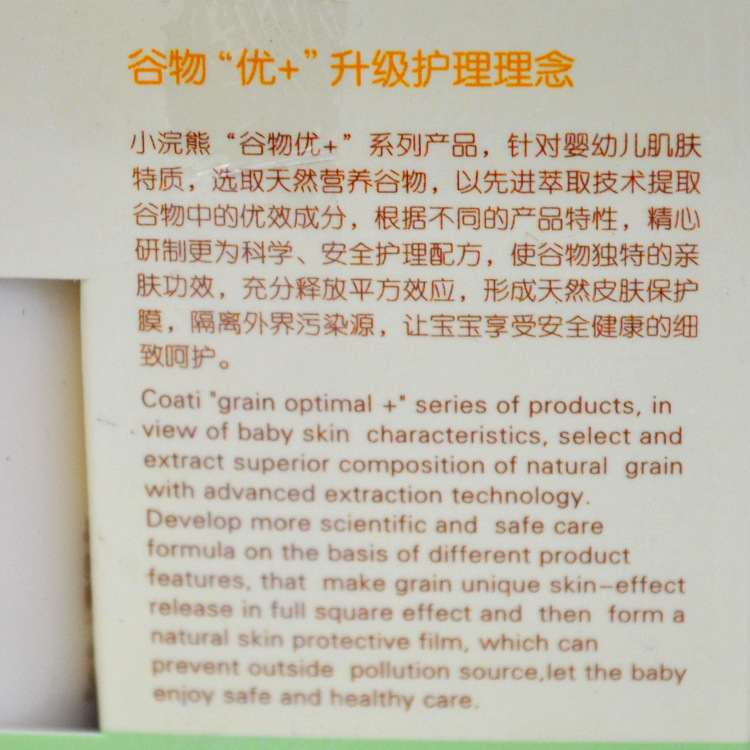 谷物“优+”升级护理理念
小浣熊“谷物优+”系列产品，针对婴幼儿肌肤
特质，选取天然营养谷物，以先进萃取技术提取
谷物中的优效成分，根据不同的产品特性，精心
研制更为科学、安全护理配方，使谷物独特的亲
肤功效，充分释放平方效应，形成天然皮肤保护
膜，隔离外界污染源，让宝宝享受安全健康的细
致呵护。
Coati "grain optimal +" series of products, in
view of baby skin characteristics, select and
extract superior composition of natural grain
with advanced extraction technology.
Develop more scientific and safe care
formula on the basis of different product
features, that make grain unique skin-effect
release in full square effect and then form a
natural skin protective film, which can
prevent outside pollution source,let the baby
enjoy safe and healthy care.